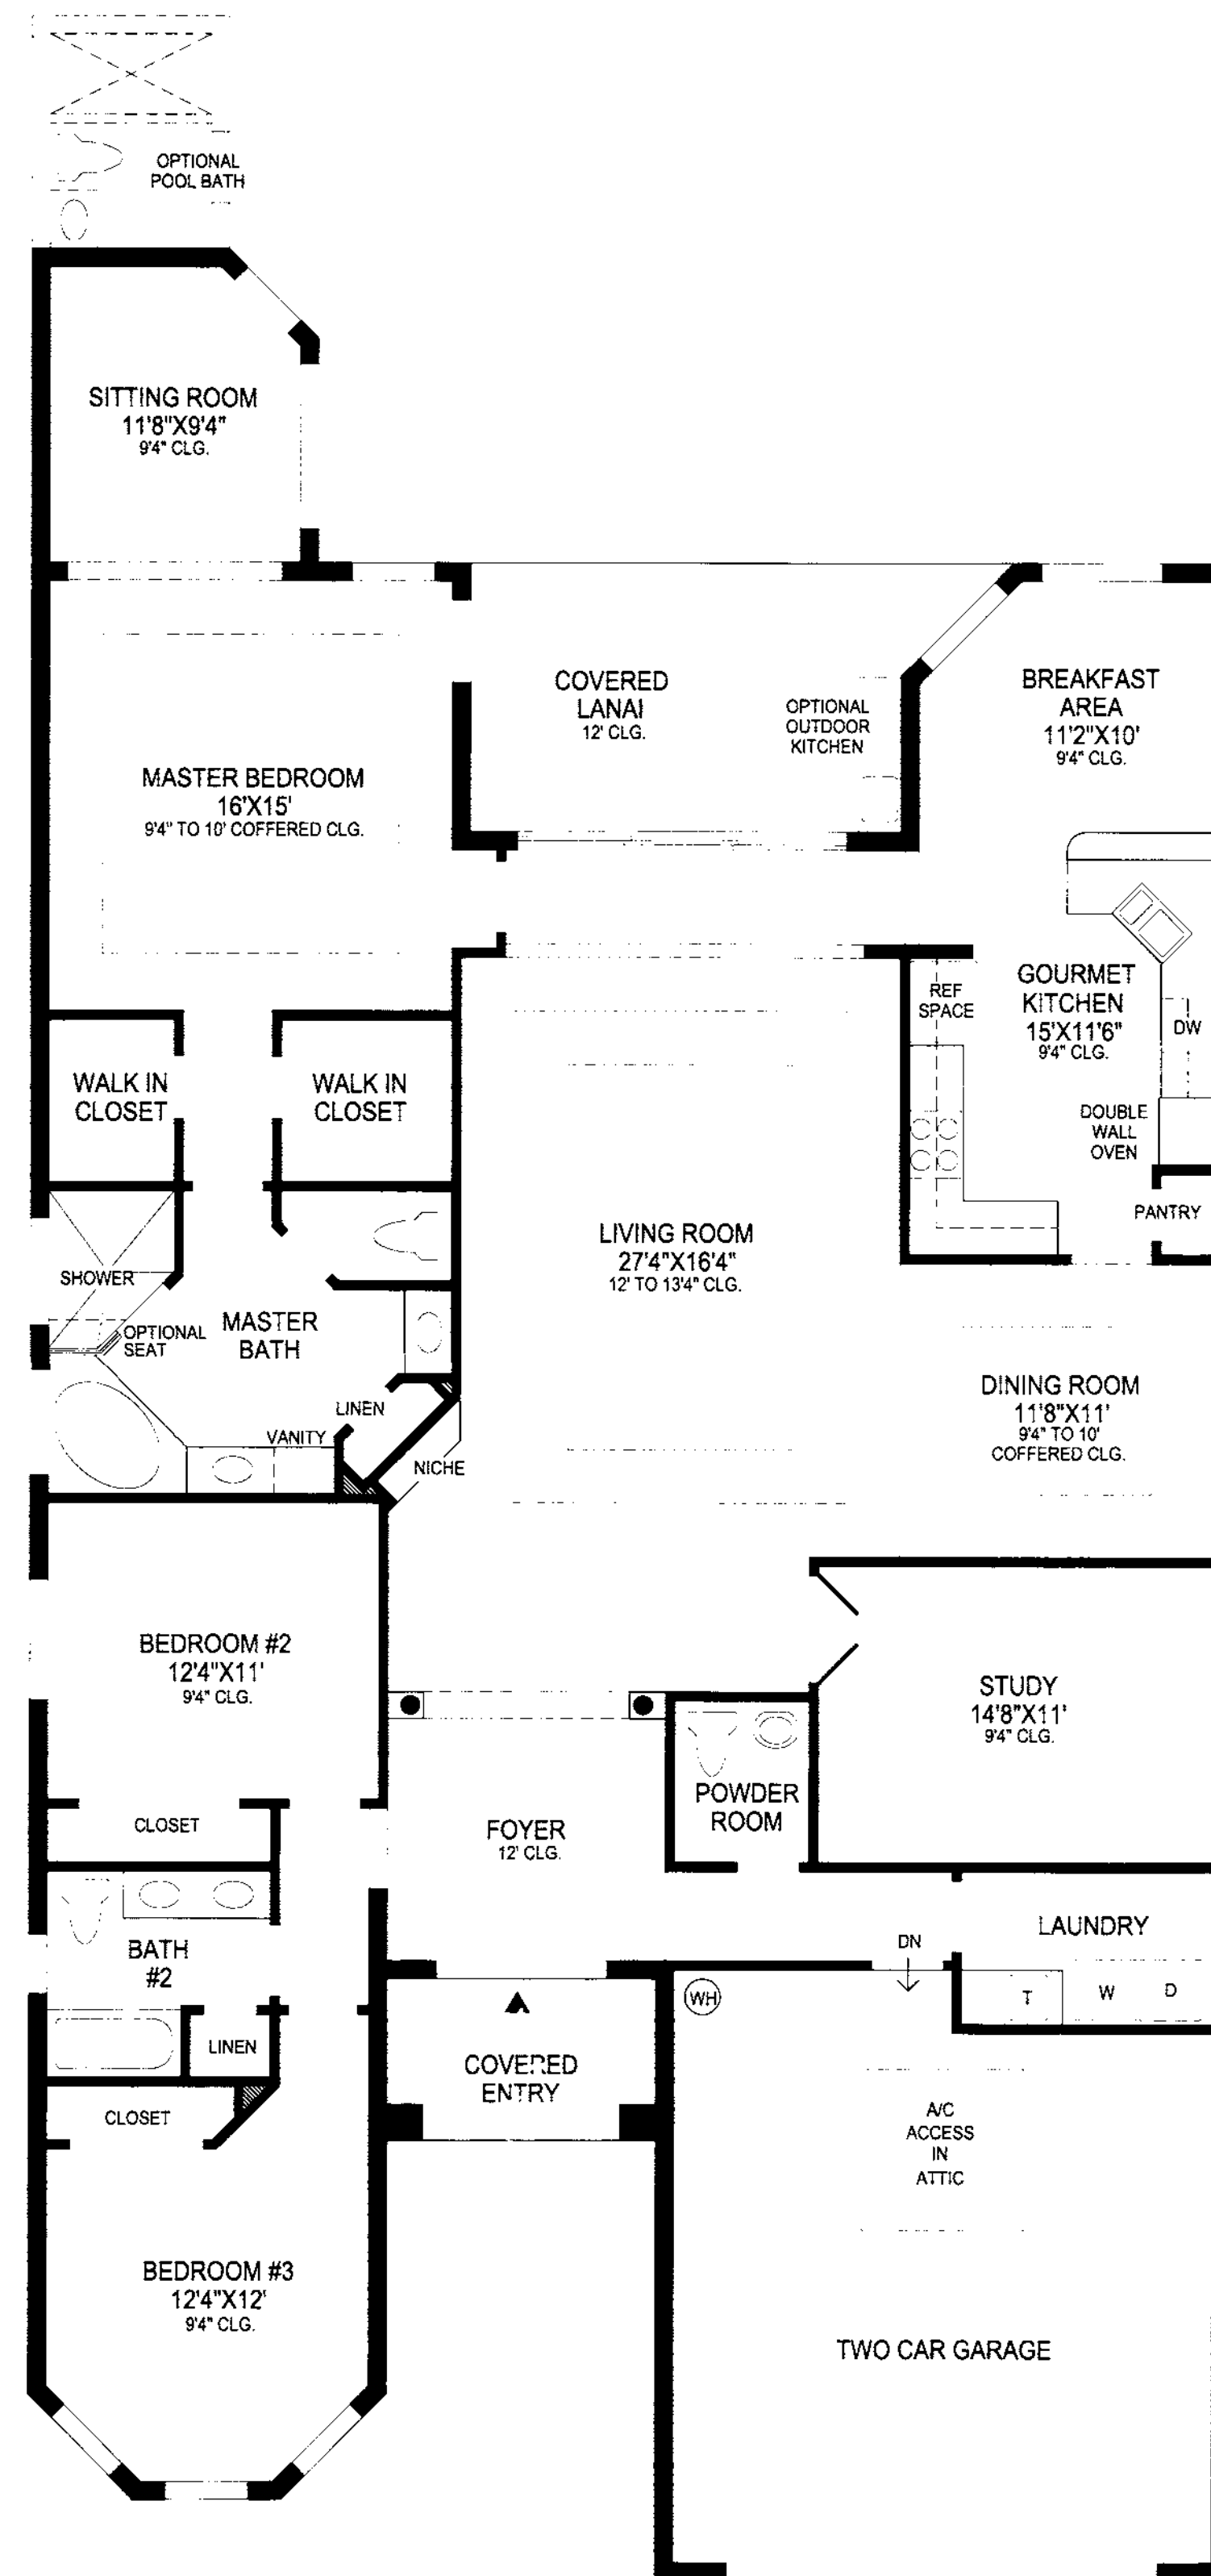 OPTIONAL
POOL BATH
SITTING ROOM
11'8"X9'4"
9'4" CLG.
COVERED
LANAI
12' CLG.
OPTIONAL
OUTDOOR
KITCHEN
BREAKFAST
AREA
11'2"X10'
9'4" CLG.
MASTER BEDROOM
16'X15'
9'4" TO 10' COFFERED CLG.
REF
SPACE
GOURMET
KITCHEN
15'X11'6"
9'4" CLG.
DW
DOUBLE
WALL
OVEN
PANTRY
WALK IN
CLOSET
WALK IN
CLOSET
LIVING ROOM
27'4"X16'4"
12' TO 13'4" CLG.
SHOWER
OPTIONAL
SEAT
MASTER
BATH
LINEN
VANITY
NICHE
DINING ROOM
11'8"X11'
9'4" TO 10'
COFFERED CLG.
BEDROOM #2
12'4"X11'
9'4" CLG.
STUDY
14'8"X11'
9'4" CLG.
POWDER
ROOM
CLOSET
FOYER
12' CLG.
BATH
#2
LAUNDRY
DN
WH
T
W
D
LINEN
COVERED
ENTRY
CLOSET
A/C
ACCESS
IN
ATTIC
BEDROOM #3
12'4"X12'
9'4" CLG.
TWO CAR GARAGE